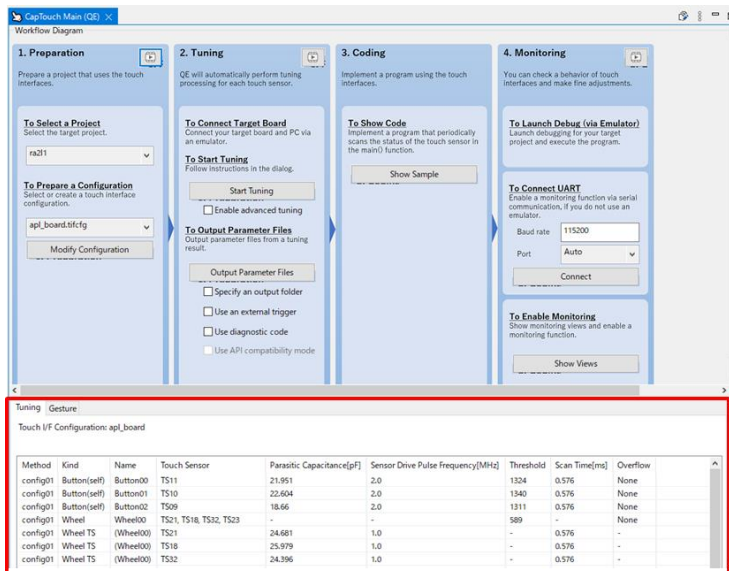 CapTouch Main (QE)
Workflow Diagram
1. Preparation
Prepare a project that uses the touch
interfaces.
To Select a Project
Select the target project.
ra2l1
To Prepare a Configuration
Select or create a touch interface
configuration.
apl_board.tifcfg
Modify Configuration
2. Tuning
QE will automatically perform tuning
processing for each touch sensor.
To Connect Target Board
Connect your target board and PC via
an emulator.
To Start Tuning
Follow instructions in the dialog.
Start Tuning
Enable advanced tuning
To Output Parameter Files
Output parameter files from a tuning
result.
Output Parameter Files
Specify an output folder
Use an external trigger
Use diagnostic code
Use API compatibility mode
3. Coding
Implement a program using the touch
interfaces.
To Show Code
Implement a program that periodically
scans the status of the touch sensor in
the main() function.
Show Sample
4. Monitoring
You can check a behavior of touch
interfaces and make fine adjustments.
To Launch Debug (via Emulator)
Launch debugging for your target
project and execute the program.
To Connect UART
Enable a monitoring function via serial
communication, if you do not use an
emulator.
Baud rate 115200
Port Auto
Connect
To Enable Monitoring
Show monitoring views and enable a
monitoring function.
Show Views
Tuning Gesture
Touch I/F Configuration: apl_board
Method Kind Name Touch Sensor Parasitic Capacitance[pF] Sensor Drive Pulse Frequency[MHz] Threshold Scan Time[ms] Overflow
config01 Button(self) Button00 TS11 21.951 2.0 1324 0.576 None
config01 Button(self) Button01 TS10 22.604 2.0 1340 0.576 None
config01 Button(self) Button02 TS09 18.66 2.0 1311 0.576 None
config01 Wheel Wheel00 TS21, TS18, TS32, TS23 - - 589 - None
config01 Wheel TS (Wheel00) TS21 24.681 1.0 - 0.576 -
config01 Wheel TS (Wheel00) TS18 25.979 1.0 - 0.576 -
config01 Wheel TS (Wheel00) TS32 24.396 1.0 - 0.576 -